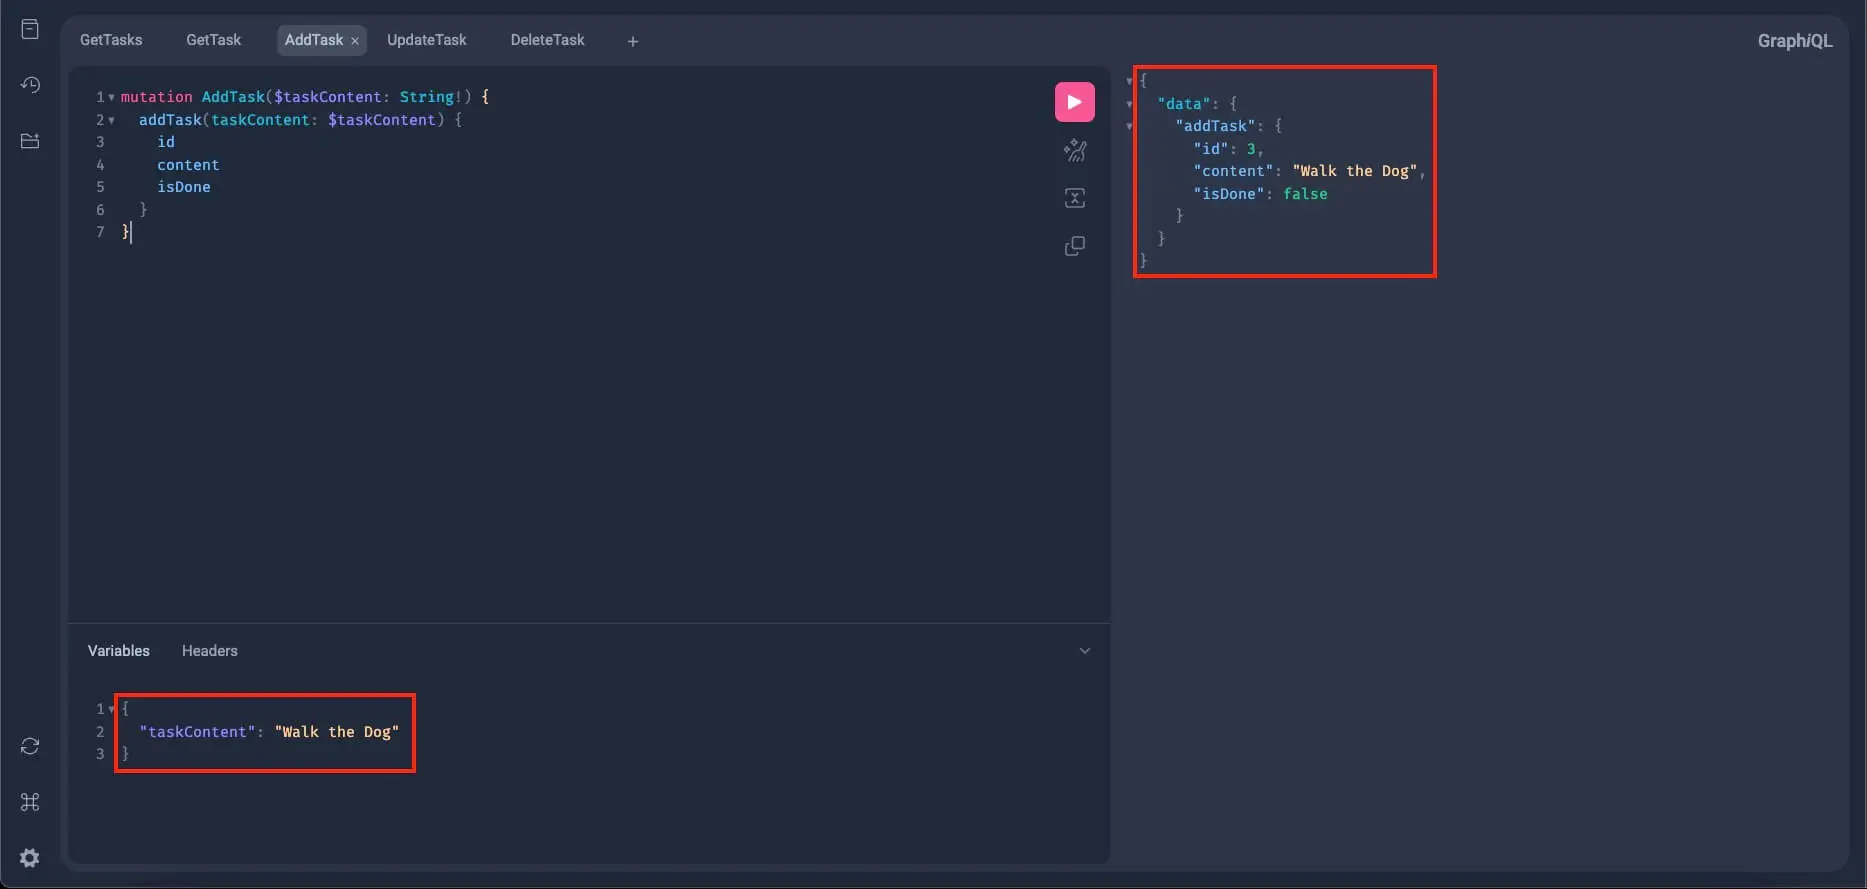 GetTasks GetTask AddTask × UpdateTask DeleteTask + GraphiQL
1 mutation AddTask($taskContent: String!) {
2 addTask(taskContent: $taskContent) {
3 id
4 content
5 isDone
6 }
7 }
{
"data": {
"addTask": {
"id": 3,
"content": "Walk the Dog",
"isDone": false
}
}
}
Variables Headers
1 {
2 "taskContent": "Walk the Dog"
3 }